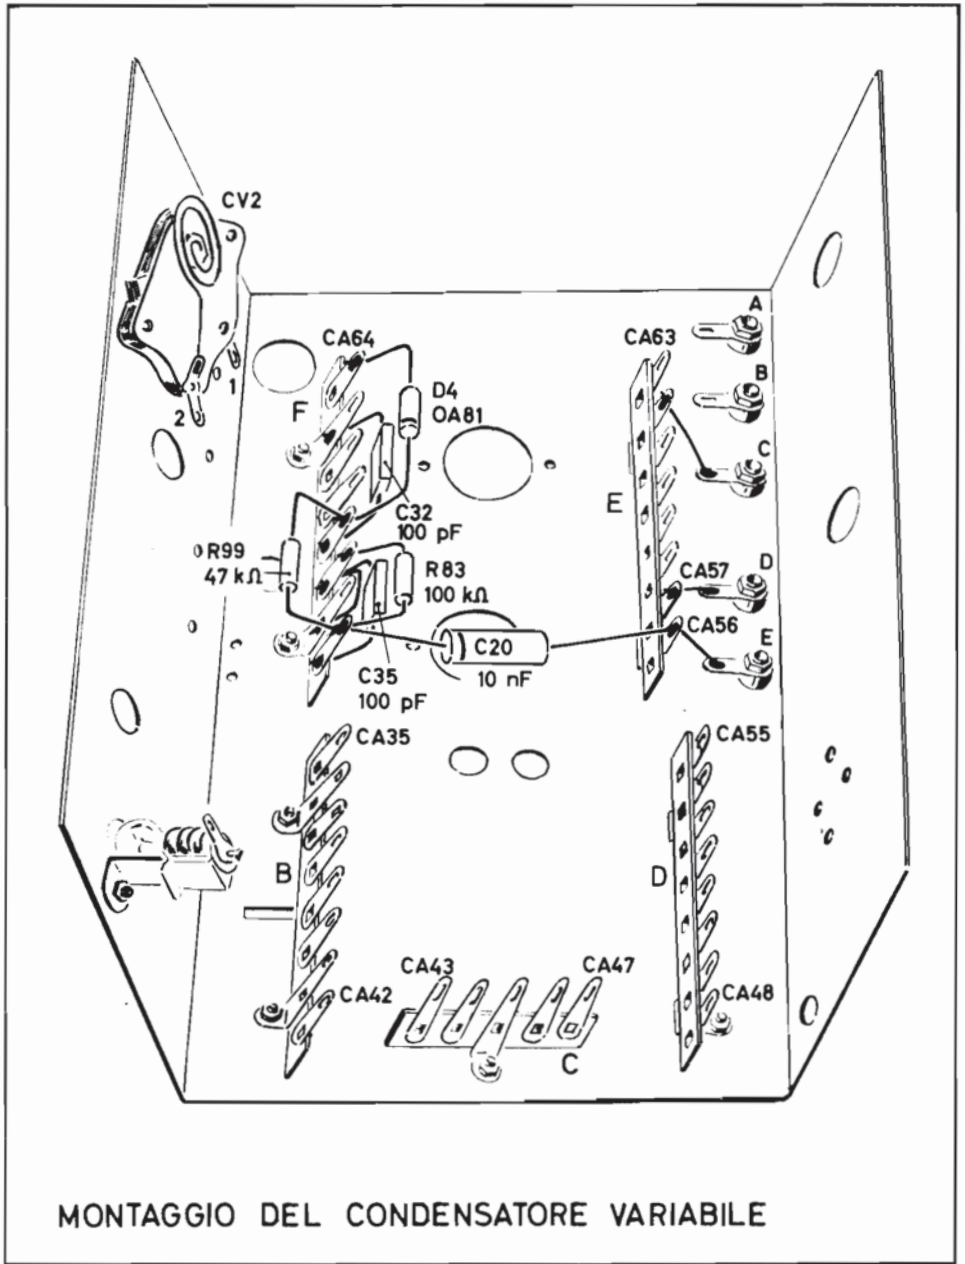 CV2
1
2
A
CA64
CA63
B
D4
OA81
F
C
E
C32
100 pF
R99
47 kΩ
R83
100 kΩ
CA57
D
CA56
C20
10 nF
E
C35
100 pF
CA35
CA55
B
D
CA43
CA47
CA42
CA48
C
MONTAGGIO DEL CONDENSATORE VARIABILE